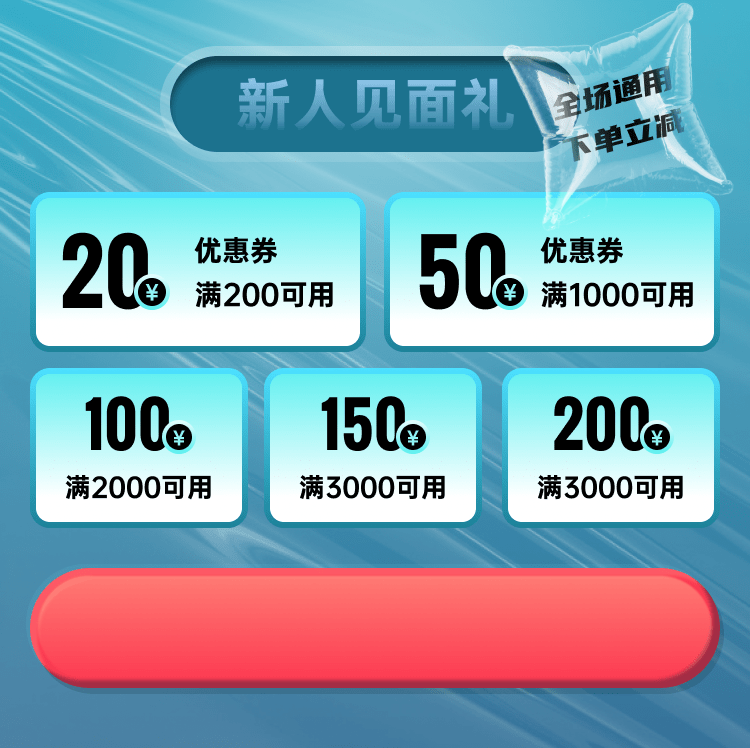 新人见面礼
全场通用
下单立减
20¥
优惠券
满200可用
50¥
优惠券
满1000可用
100¥
满2000可用
150¥
满3000可用
200¥
满3000可用